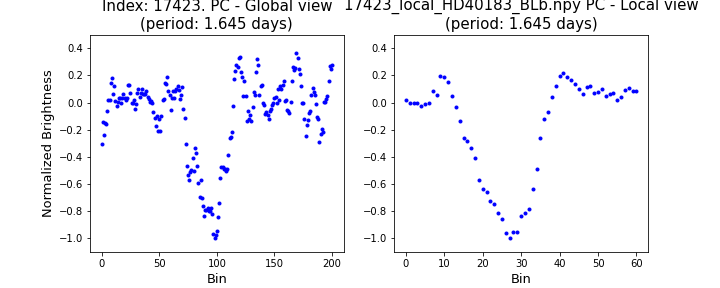 Index: 17423. PC - Global view
(period: 1.645 days)
17423_local_HD40183_BLb.npy PC - Local view
(period: 1.645 days)
Normalized Brightness
0.4
0.2
0.0
−0.2
−0.4
−0.6
−0.8
−1.0
0 50 100 150 200
Bin
0.4
0.2
0.0
−0.2
−0.4
−0.6
−0.8
−1.0
0 10 20 30 40 50 60
Bin